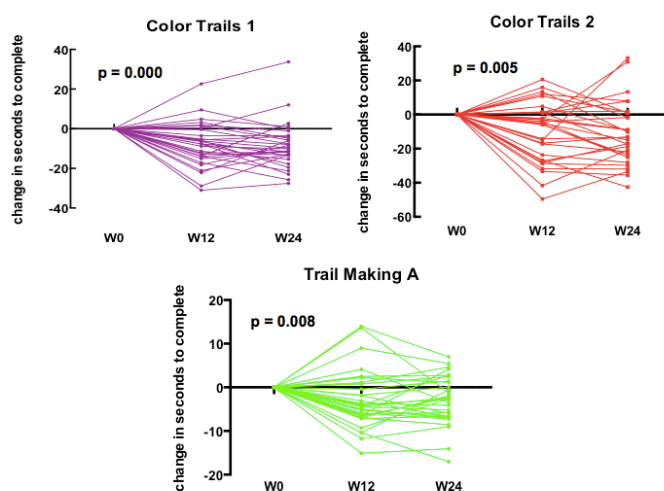 Color Trails 1
change in seconds to complete
40
20
0
-20
-40
p = 0.000
W0 W12 W24
Color Trails 2
change in seconds to complete
40
20
0
-20
-40
-60
p = 0.005
W0 W12 W24
Trail Making A
change in seconds to complete
20
10
0
-10
-20
p = 0.008
W0 W12 W24